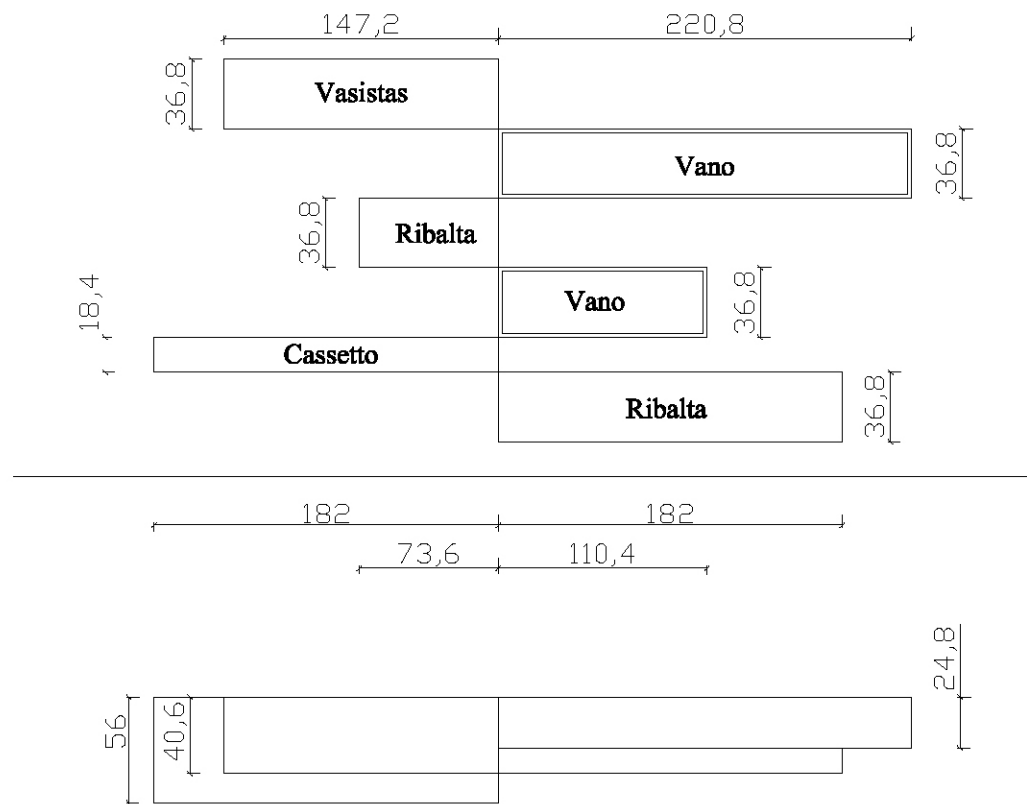 147,2
220,8
36,8
Vasistas
Vano
36,8
36,8
Ribalta
Vano
36,8
18,4
Cassetto
Ribalta
36,8
182
182
73,6
110,4
24,8
56
40,6